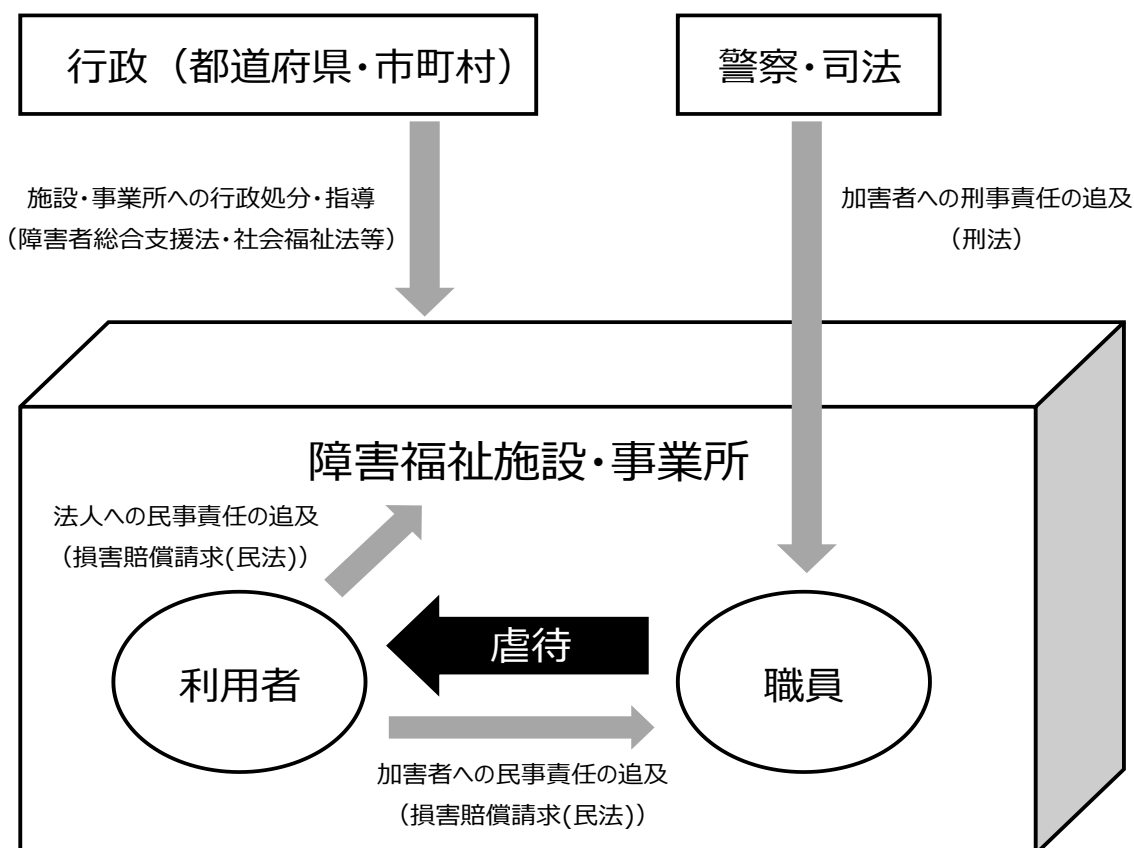 行政（都道府県・市町村）
警察・司法
施設・事業所への行政処分・指導
（障害者総合支援法・社会福祉法等）
加害者への刑事責任の追及
（刑法）
障害福祉施設・事業所
法人への民事責任の追及
（損害賠償請求(民法)）
虐待
利用者
職員
加害者への民事責任の追及
（損害賠償請求(民法)）